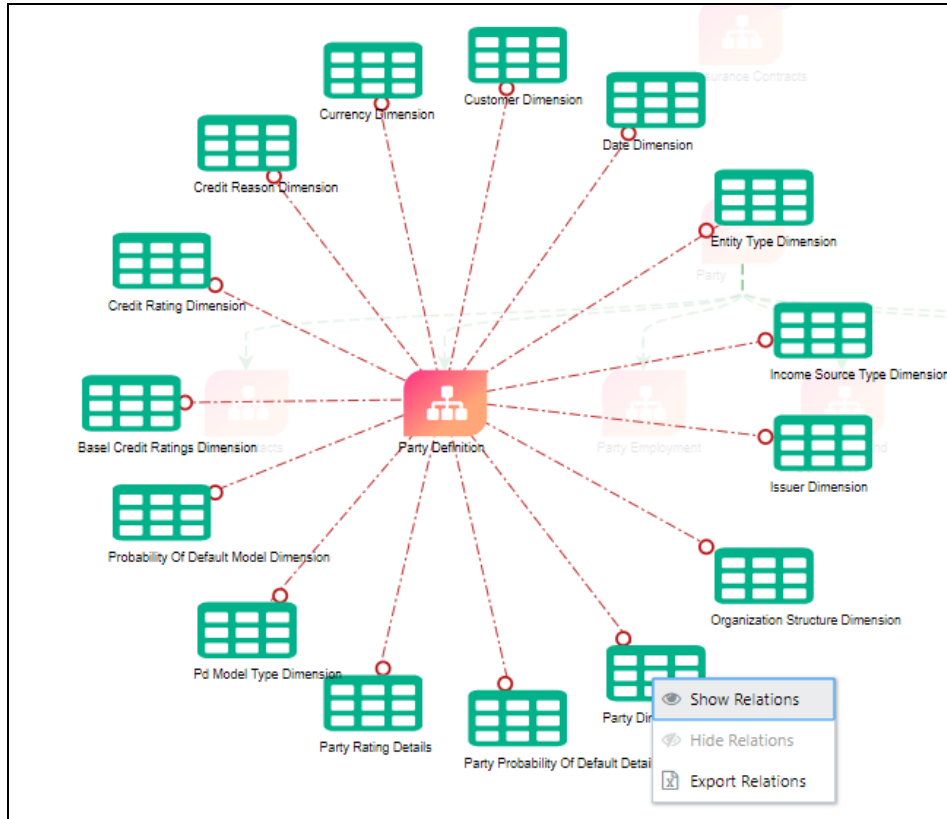 surance Contracts
Customer Dimension
Currency Dimension
Date Dimension
Credit Reason Dimension
Entity Type Dimension
Party
Credit Rating Dimension
Income Source Type Dimension
Basel Credit Ratings Dimension
Party Definition
Party Employment
Issuer Dimension
Probability Of Default Model Dimension
Organization Structure Dimension
Pd Model Type Dimension
Party Rating Details
Party Probability Of Default Detai
Party Di
Show Relations
Hide Relations
Export Relations